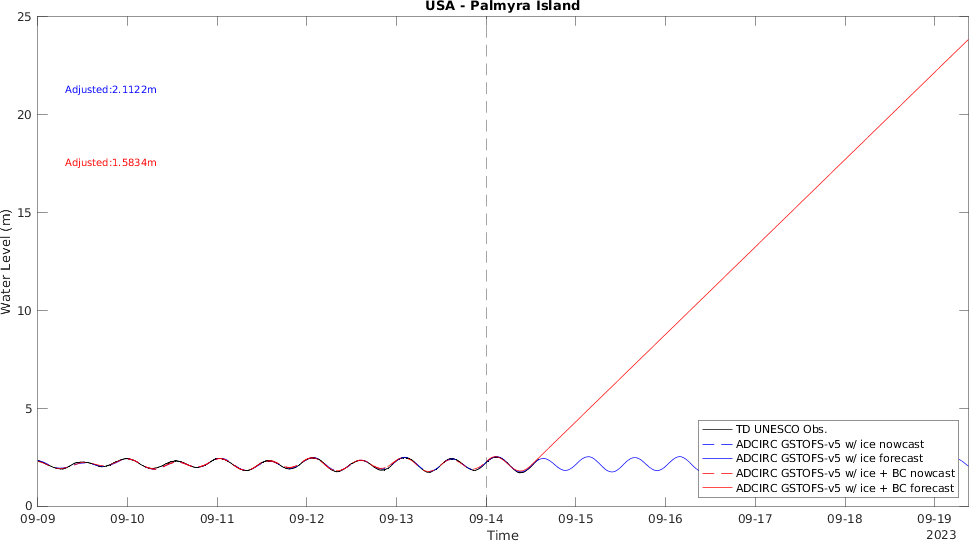 USA - Palmyra Island
25
20
15
10
5
0
Water Level (m)
Adjusted:2.1122m
Adjusted:1.5834m
TD UNESCO Obs.
ADCIRC GSTOFS-v5 w/ ice nowcast
ADCIRC GSTOFS-v5 w/ ice forecast
ADCIRC GSTOFS-v5 w/ ice + BC nowcast
ADCIRC GSTOFS-v5 w/ ice + BC forecast
09-09 09-10 09-11 09-12 09-13 09-14 09-15 09-16 09-17 09-18 09-19
Time
2023